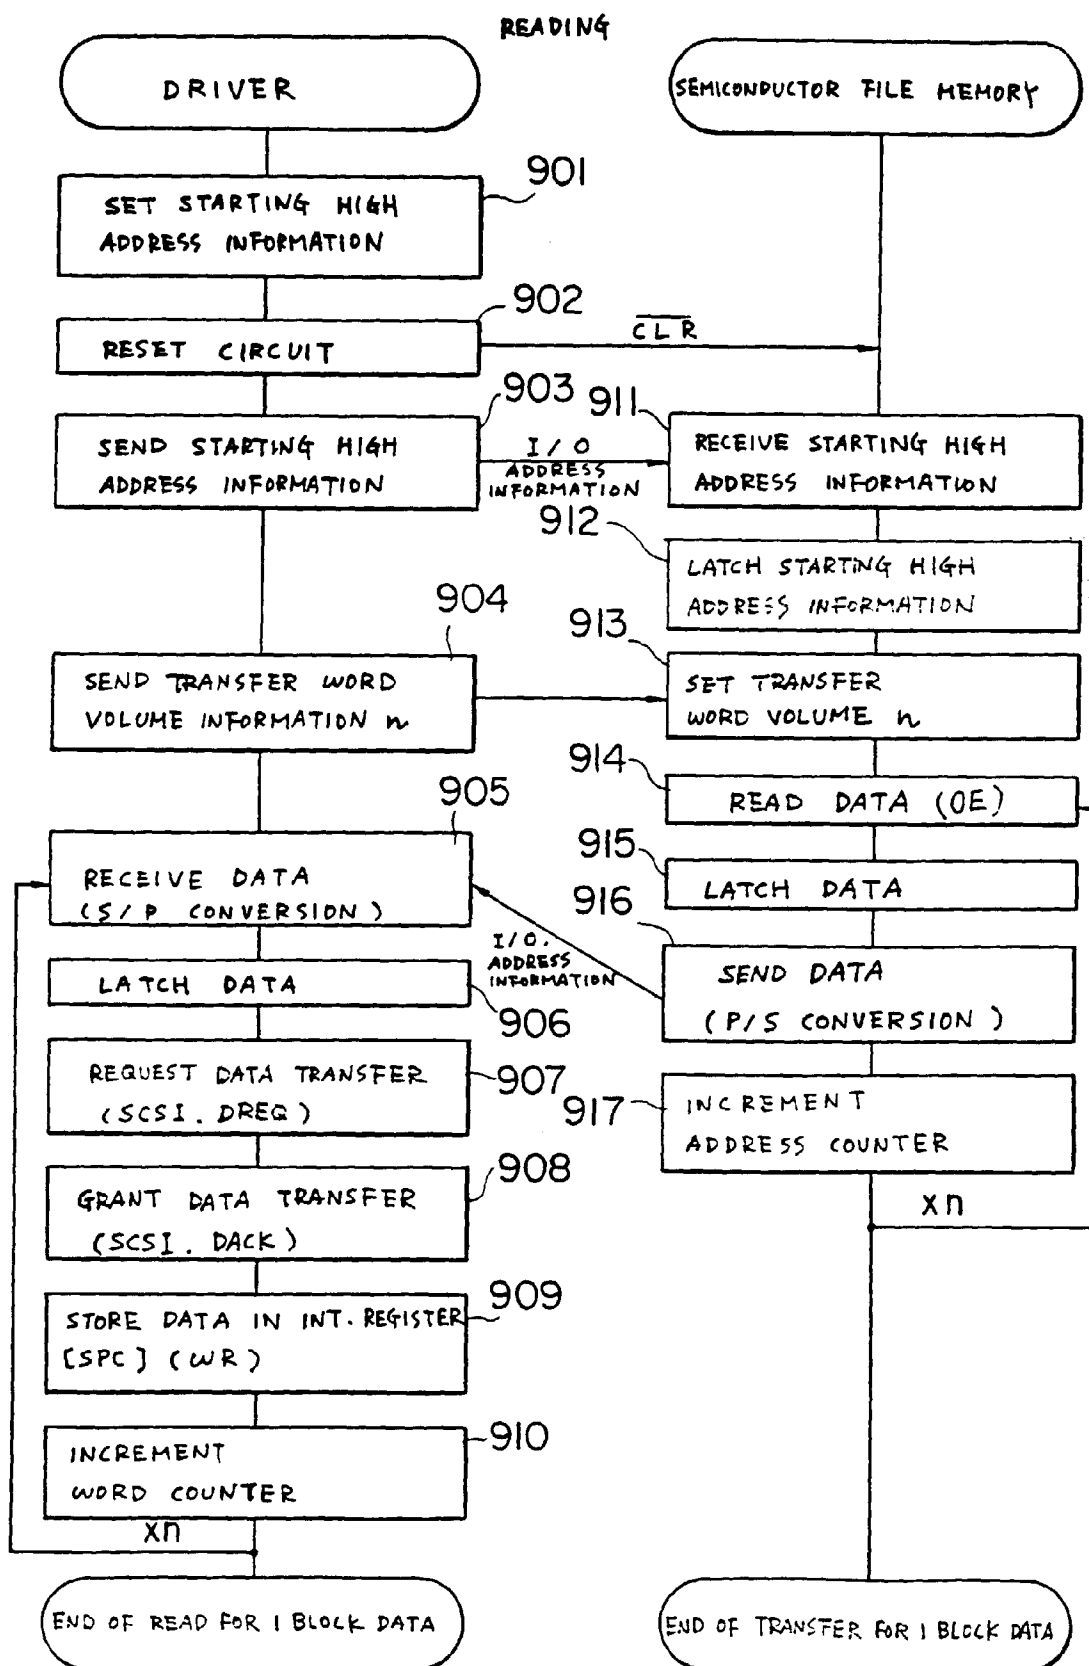 READING
DRIVER
SEMICONDUCTOR FILE MEMORY
901
SET STARTING HIGH
ADDRESS INFORMATION
902
RESET CIRCUIT
CLR
903
SEND STARTING HIGH
ADDRESS INFORMATION
I/O
ADDRESS
INFORMATION
911
RECEIVE STARTING HIGH
ADDRESS INFORMATION
912
LATCH STARTING HIGH
ADDRESS INFORMATION
904
SEND TRANSFER WORD
VOLUME INFORMATION n
913
SET TRANSFER
WORD VOLUME n
914
READ DATA (OE)
905
RECEIVE DATA
(S/P CONVERSION)
915
LATCH DATA
916
SEND DATA
(P/S CONVERSION)
I/O.
ADDRESS
INFORMATION
LATCH DATA
906
REQUEST DATA TRANSFER
(SCSI. DREQ)
907
917
INCREMENT
ADDRESS COUNTER
xn
908
GRANT DATA TRANSFER
(SCSI. DACK)
909
STORE DATA IN INT. REGISTER
[SPC] (WR)
910
INCREMENT
WORD COUNTER
xn
END OF READ FOR 1 BLOCK DATA
END OF TRANSFER FOR 1 BLOCK DATA